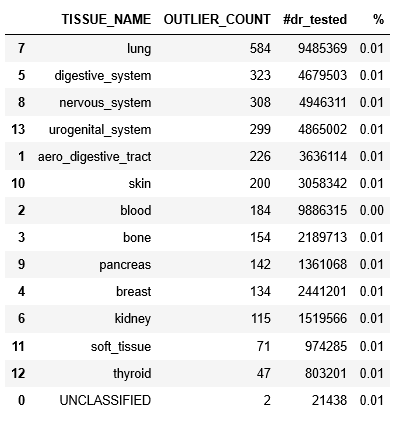 TISSUE_NAME OUTLIER_COUNT #dr_tested %
7 lung 584 9485369 0.01
5 digestive_system 323 4679503 0.01
8 nervous_system 308 4946311 0.01
13 urogenital_system 299 4865002 0.01
1 aero_digestive_tract 226 3636114 0.01
10 skin 200 3058342 0.01
2 blood 184 9886315 0.00
3 bone 154 2189713 0.01
9 pancreas 142 1361068 0.01
4 breast 134 2441201 0.01
6 kidney 115 1519566 0.01
11 soft_tissue 71 974285 0.01
12 thyroid 47 803201 0.01
0 UNCLASSIFIED 2 21438 0.01